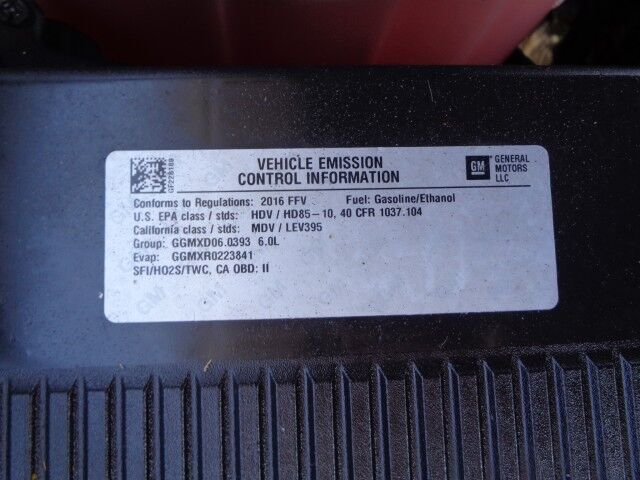 VEHICLE EMISSION
CONTROL INFORMATION
GM GENERAL MOTORS LLC
Conforms to Regulations: 2016 FFV Fuel: Gasoline/Ethanol
U.S. EPA class / stds: HDV / HD85-10, 40 CFR 1037.104
California class / stds: MDV / LEV395
Group: GGMXD06.0393 6.0L
Evap: GGMXR0223841
SFI/HO2S/TWC, CA OBD: II